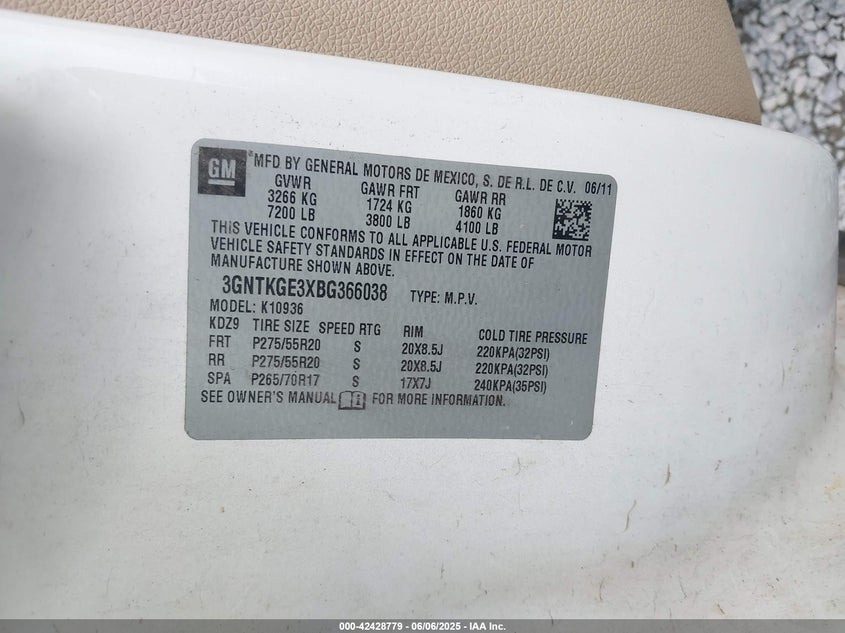 GM
MFD BY GENERAL MOTORS DE MEXICO, S. DE R.L. DE C.V. 06/11
GVWR GAWR FRT GAWR RR
3266 KG 1724 KG 1860 KG
7200 LB 3800 LB 4100 LB
THIS VEHICLE CONFORMS TO ALL APPLICABLE U.S. FEDERAL MOTOR
VEHICLE SAFETY STANDARDS IN EFFECT ON THE DATE OF
MANUFACTURE SHOWN ABOVE.
3GNTKGE3XBG366038 TYPE: M.P.V.
MODEL: K10936
KDZ9 TIRE SIZE SPEED RTG RIM COLD TIRE PRESSURE
FRT P275/55R20 S 20X8.5J 220KPA(32PSI)
RR P275/55R20 S 20X8.5J 220KPA(32PSI)
SPA P265/70R17 S 17X7J 240KPA(35PSI)
SEE OWNER'S MANUAL FOR MORE INFORMATION.
000-42428779 - 06/06/2025 - IAA Inc.